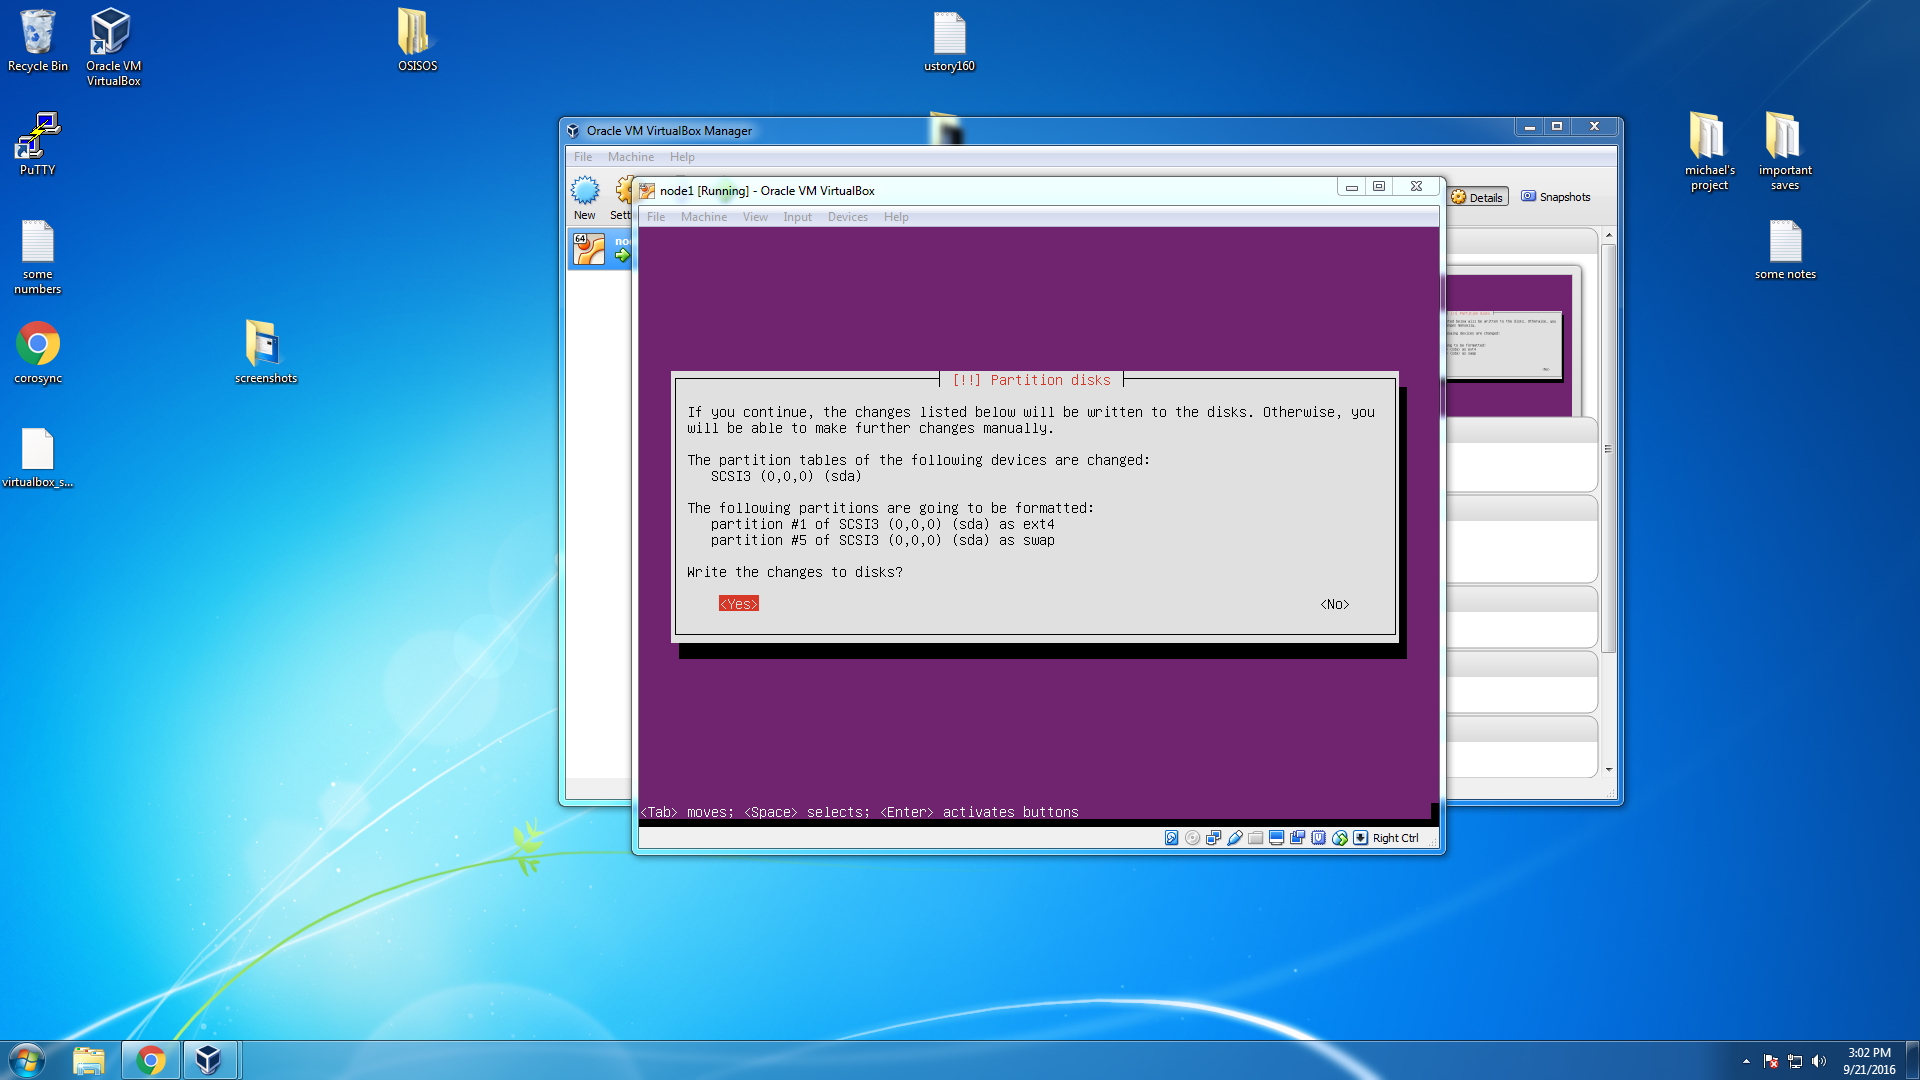 Recycle Bin
Oracle VM
VirtualBox
OSISOS
ustory160
PuTTY
some
numbers
corosync
screenshots
virtualbox_s...
michael's
project
important
saves
some notes
Oracle VM VirtualBox Manager
File Machine Help
New
Sett
Details
Snapshots
64
no
node1 [Running] - Oracle VM VirtualBox
File Machine View Input Devices Help
[!!] Partition disks
If you continue, the changes listed below will be written to the disks. Otherwise, you
will be able to make further changes manually.
The partition tables of the following devices are changed:
SCSI3 (0,0,0) (sda)
The following partitions are going to be formatted:
partition #1 of SCSI3 (0,0,0) (sda) as ext4
partition #5 of SCSI3 (0,0,0) (sda) as swap
Write the changes to disks?
<Yes> <No>
<Tab> moves; <Space> selects; <Enter> activates buttons
Right Ctrl
3:02 PM
9/21/2016